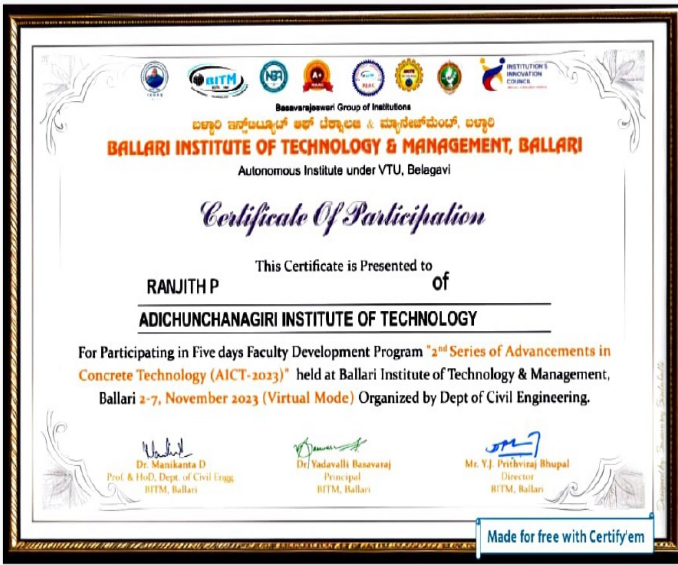 BITM
NBA
A+
INSTITUTION'S
INNOVATION
COUNCIL
Basavarajeswari Group of Institutions
ಬಳ್ಳಾರಿ ಇನ್ಸ್‌ಟಿಟ್ಯೂಟ್ ಆಫ್ ಟೆಕ್ನಾಲಜಿ & ಮ್ಯಾನೇಜ್‌ಮೆಂಟ್, ಬಳ್ಳಾರಿ
BALLARI INSTITUTE OF TECHNOLOGY & MANAGEMENT, BALLARI
Autonomous Institute under VTU, Belagavi
Certificate Of Participation
This Certificate is Presented to
RANJITH P of
ADICHUNCHANAGIRI INSTITUTE OF TECHNOLOGY
For Participating in Five days Faculty Development Program "2nd Series of Advancements in
Concrete Technology (AICT-2023)" held at Ballari Institute of Technology & Management,
Ballari 2-7, November 2023 (Virtual Mode) Organized by Dept of Civil Engineering.
Dr. Manikanta D Dr. Yadavalli Basavaraj Mr. Y.J. Prithviraj Bhupal
Prof. & HoD, Dept. of Civil Engg Principal Director
BITM, Ballari BITM, Ballari BITM, Ballari
Made for free with Certify'em